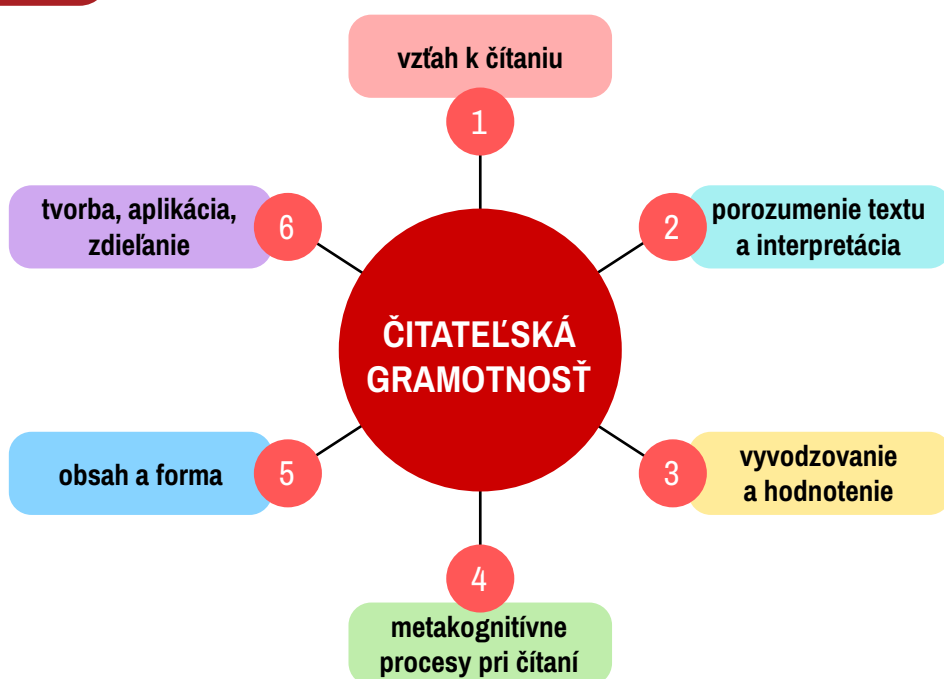 vzťah k čítaniu
1
tvorba, aplikácia,
zdieľanie
6
2
porozumenie textu
a interpretácia
ČITATEĽSKÁ
GRAMOTNOSŤ
obsah a forma
5
3
vyvodzovanie
a hodnotenie
4
metakognitívne
procesy pri čítaní